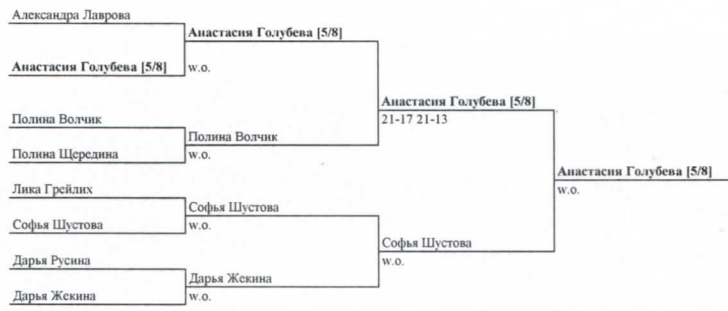 Александра Лаврова
Анастасия Голубева [5/8]
Анастасия Голубева [5/8]
w.o.
Анастасия Голубева [5/8]
21-17 21-13
Полина Волчик
Полина Волчик
Полина Щередина
w.o.
Анастасия Голубева [5/8]
w.o.
Лика Грейлих
Софья Шустова
Софья Шустова
w.o.
Софья Шустова
w.o.
Дарья Русина
Дарья Жекина
Дарья Жекина
w.o.